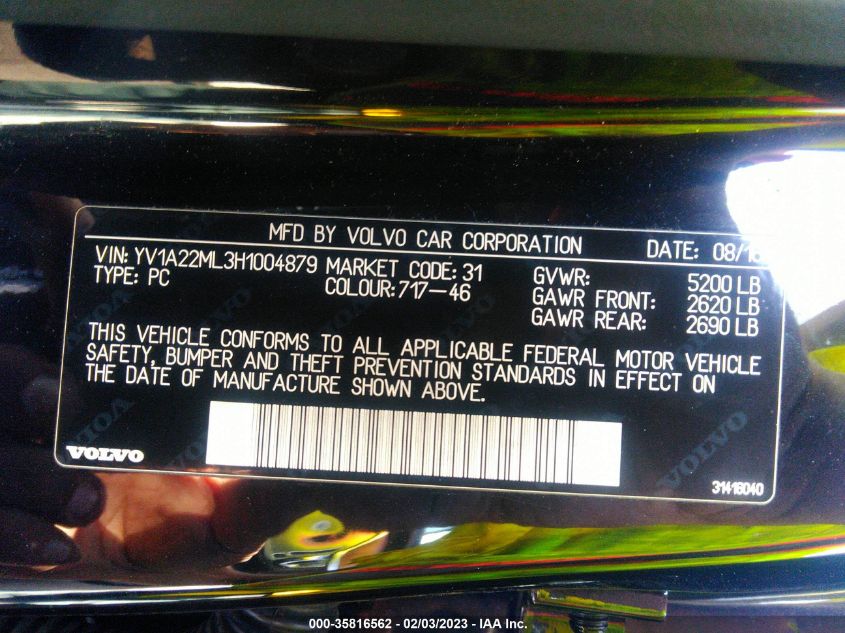 MFD BY VOLVO CAR CORPORATION DATE: 08/16
VIN: YV1A22ML3H1004879 MARKET CODE: 31 GVWR: 5200 LB
TYPE: PC COLOUR: 717-46 GAWR FRONT: 2620 LB
GAWR REAR: 2690 LB
THIS VEHICLE CONFORMS TO ALL APPLICABLE FEDERAL MOTOR VEHICLE
SAFETY, BUMPER AND THEFT PREVENTION STANDARDS IN EFFECT ON
THE DATE OF MANUFACTURE SHOWN ABOVE.
VOLVO
31416040
000-35816562 - 02/03/2023 - IAA Inc.